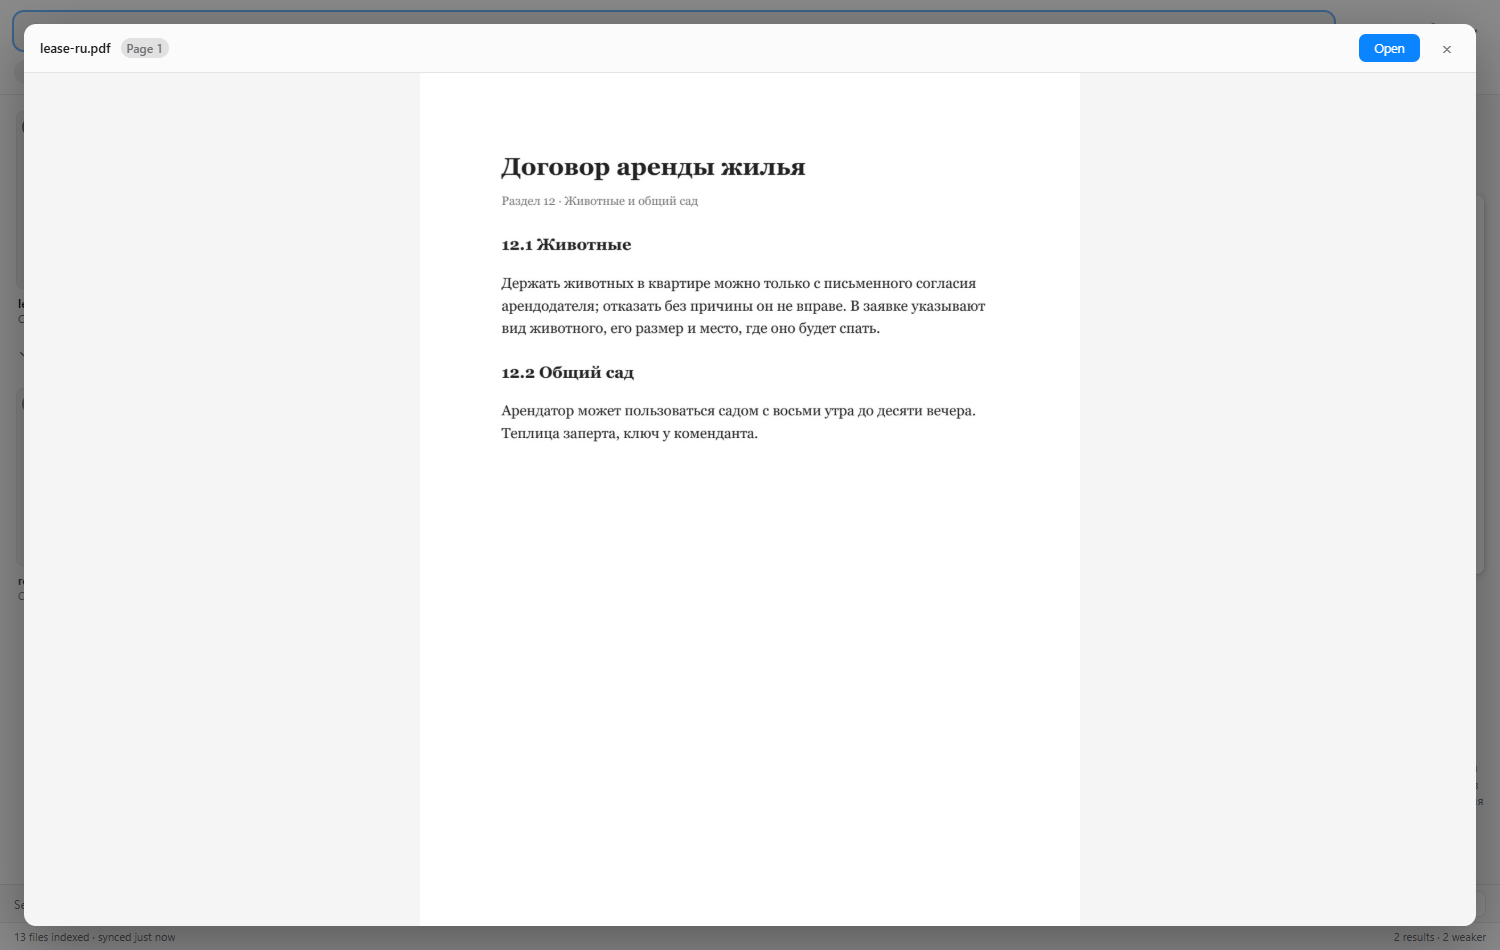 lease-ru.pdf
Page 1
Open
×
Договор аренды жилья
Раздел 12 · Животные и общий сад
12.1 Животные
Держать животных в квартире можно только с письменного согласия
арендодателя; отказать без причины он не вправе. В заявке указывают
вид животного, его размер и место, где оно будет спать.
12.2 Общий сад
Арендатор может пользоваться садом с восьми утра до десяти вечера.
Теплица заперта, ключ у коменданта.
13 files indexed · synced just now
2 results · 2 weaker